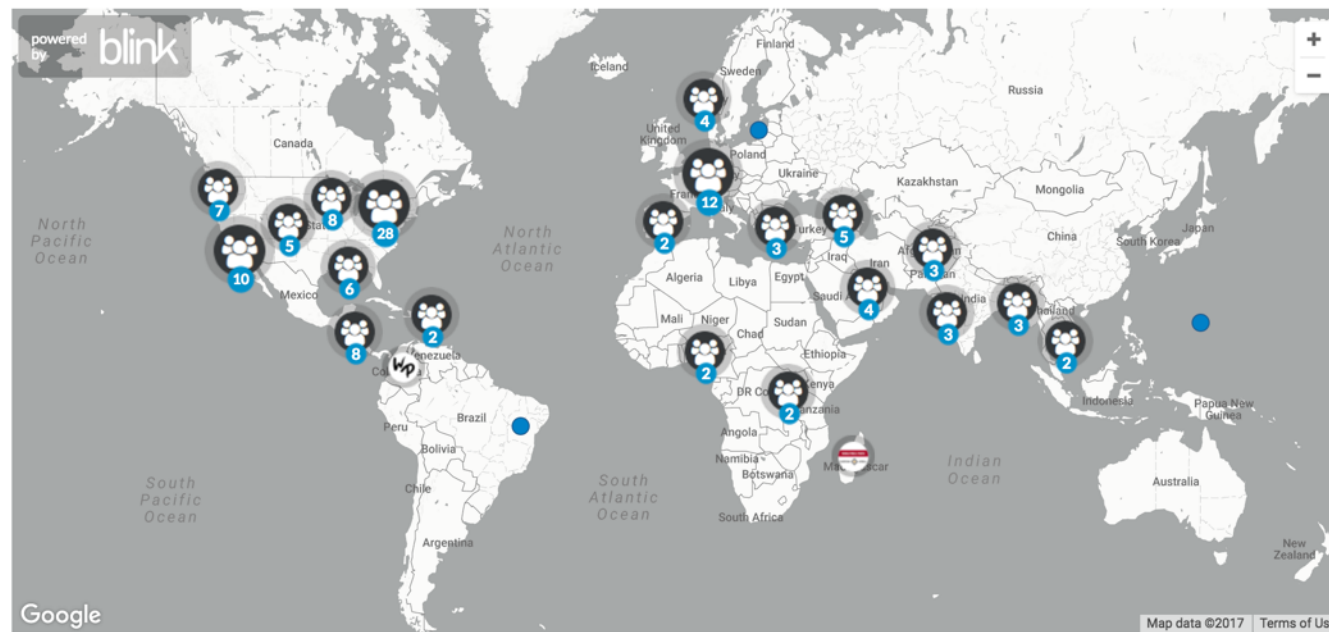 powered
by
blink
+
−
Finland
Iceland
Sweden
Russia
4
United
Kingdom
Canada
Poland
Ukraine
Kazakhstan
Mongolia
12
7
8
28
5
2
3
5
Turkey
North
Pacific
Ocean
North
Atlantic
Ocean
Japan
South Korea
China
Iraq
Iran
3
10
6
Mexico
Algeria
Libya
Egypt
4
India
3
3
Mali
Niger
Sudan
Chad
8
2
Ethiopia
2
2
DR
Kenya
2
Indonesia
Papua New
Guinea
WP
Brazil
Peru
Bolivia
Angola
Namibia
Botswana
Indian
Ocean
Australia
South
Pacific
Ocean
South
Atlantic
Ocean
Chile
South Africa
Argentina
New
Zealand
Google
Map data ©2017
Terms of Us